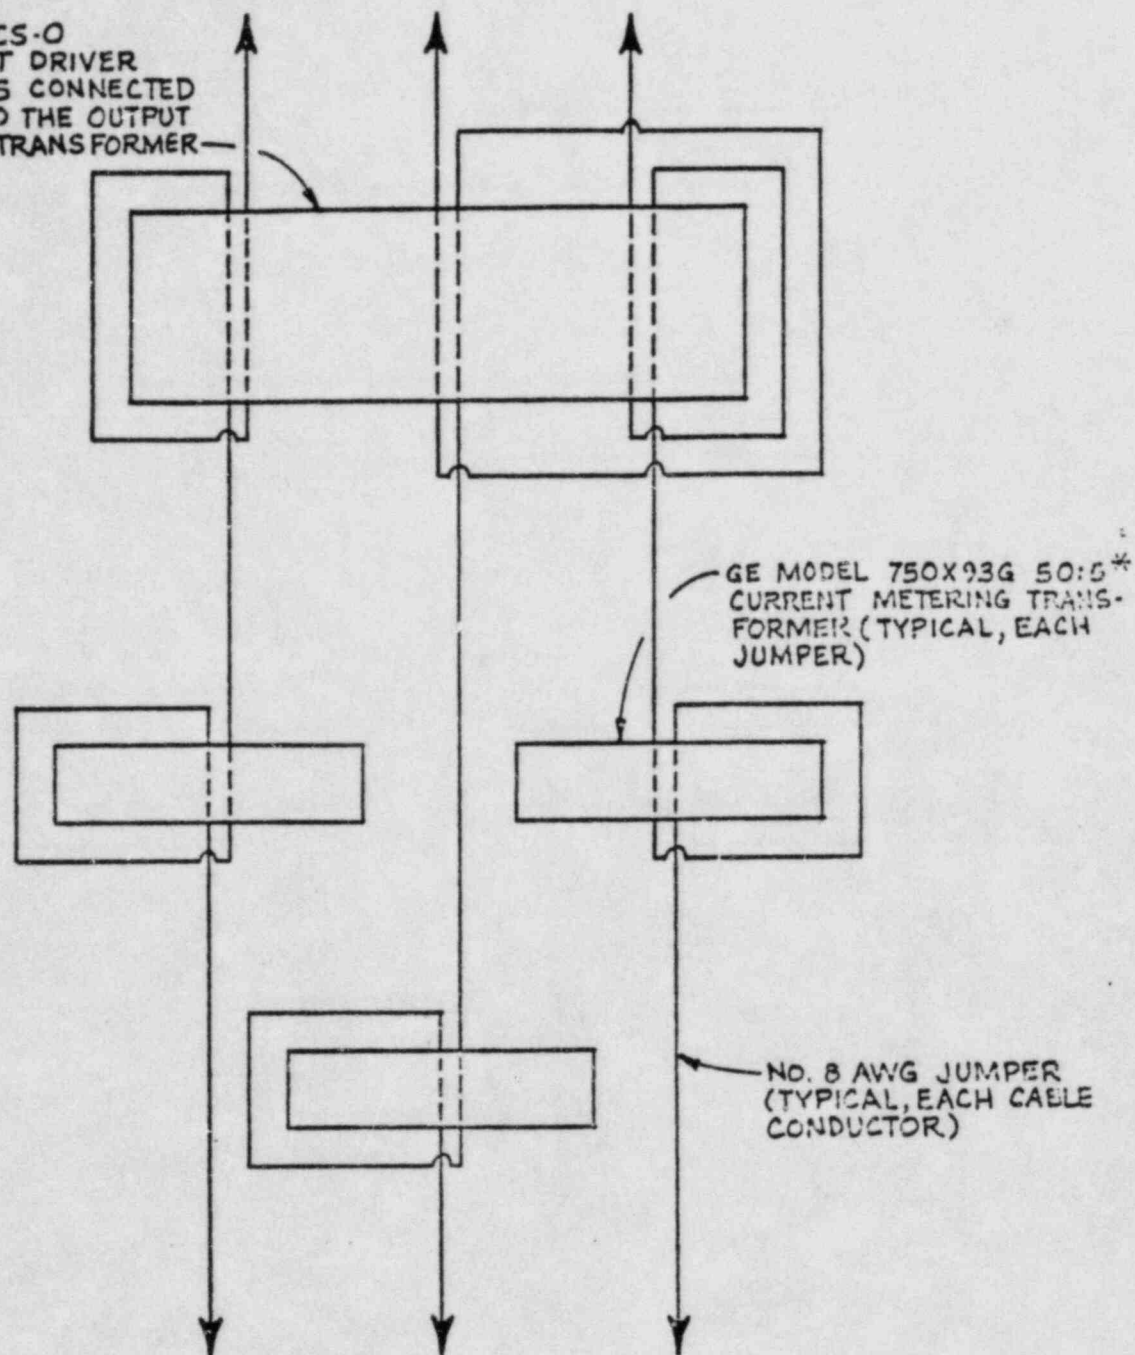 CS-O
T DRIVER
S CONNECTED
O THE OUTPUT
TRANSFORMER
GE MODEL 750X93G 50:5*
CURRENT METERING TRANS-
FORMER (TYPICAL, EACH
JUMPER)
NO. 8 AWG JUMPER
(TYPICAL, EACH CABLE
CONDUCTOR)